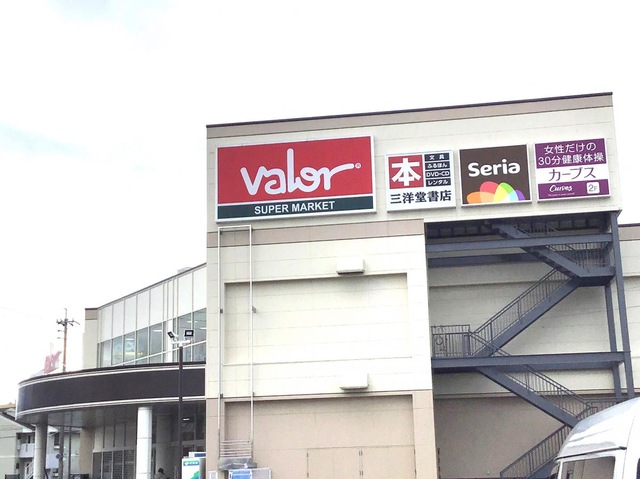 valor®
SUPER MARKET
本
文具
ふるほん
DVD・CD
レンタル
三洋堂書店
Seria
女性だけの
30分健康体操
カーブス
Curves
2F